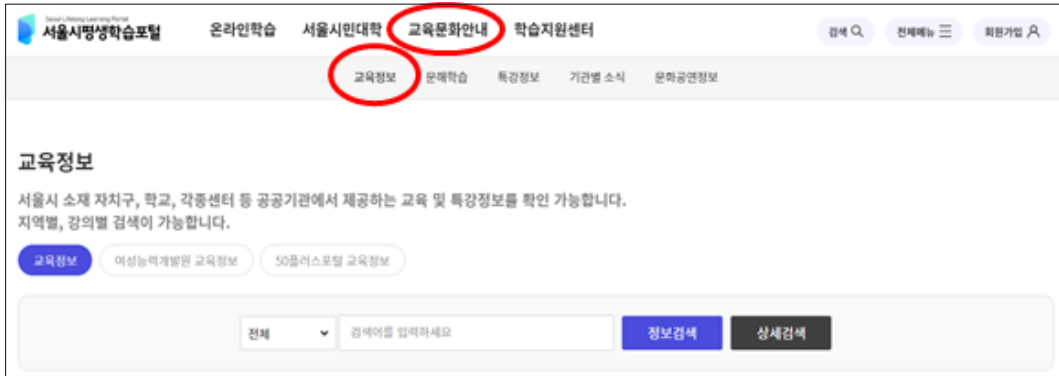 Seoul Lifelong Learning Portal
서울시평생학습포털 온라인학습 서울시민대학 교육문화안내 학습지원센터 검색 전체메뉴 회원가입
교육정보 문해학습 특강정보 기관별 소식 문화공연정보
교육정보
서울시 소재 자치구, 학교, 각종센터 등 공공기관에서 제공하는 교육 및 특강정보를 확인 가능합니다.
지역별, 강의별 검색이 가능합니다.
교육정보 여성능력개발원 교육정보 50플러스포털 교육정보
전체 검색어를 입력하세요 정보검색 상세검색